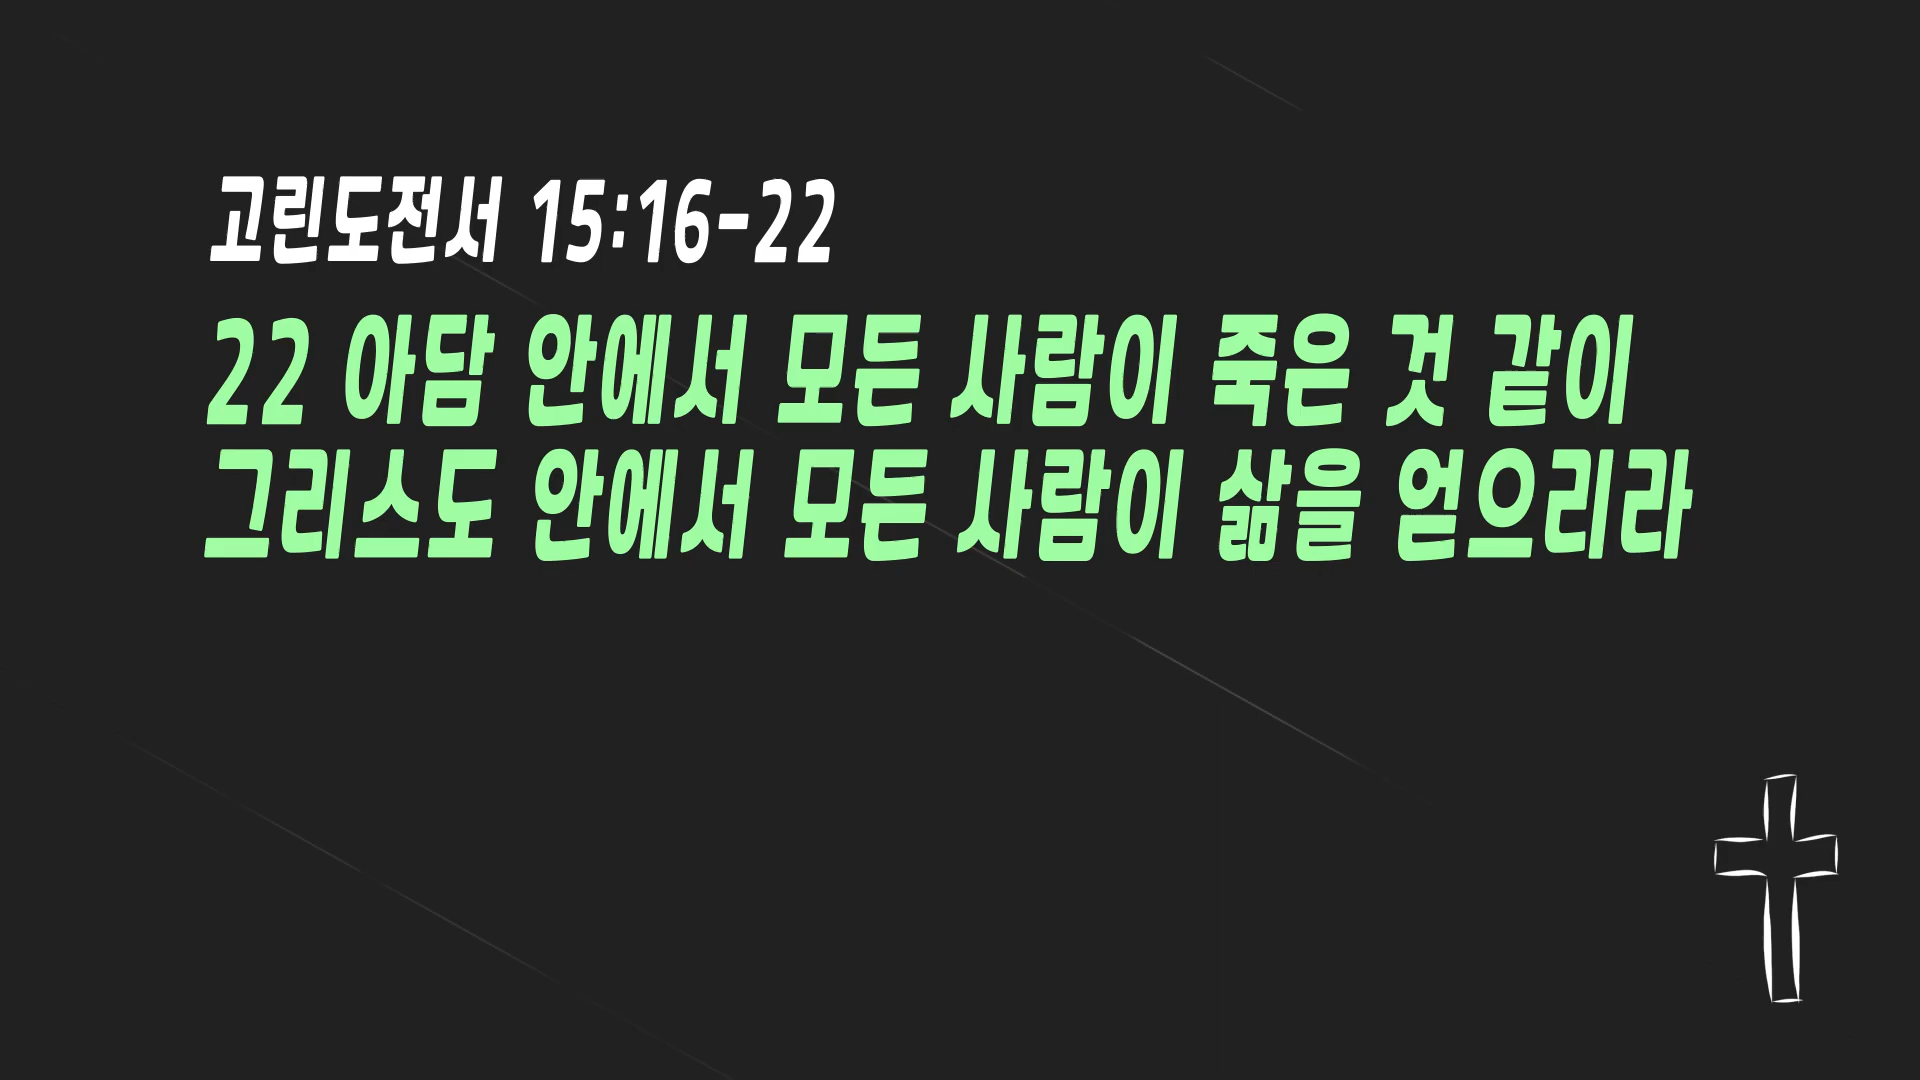 고린도전서 15:16-22
22 아담 안에서 모든 사람이 죽은 것 같이
그리스도 안에서 모든 사람이 삶을 얻으리라